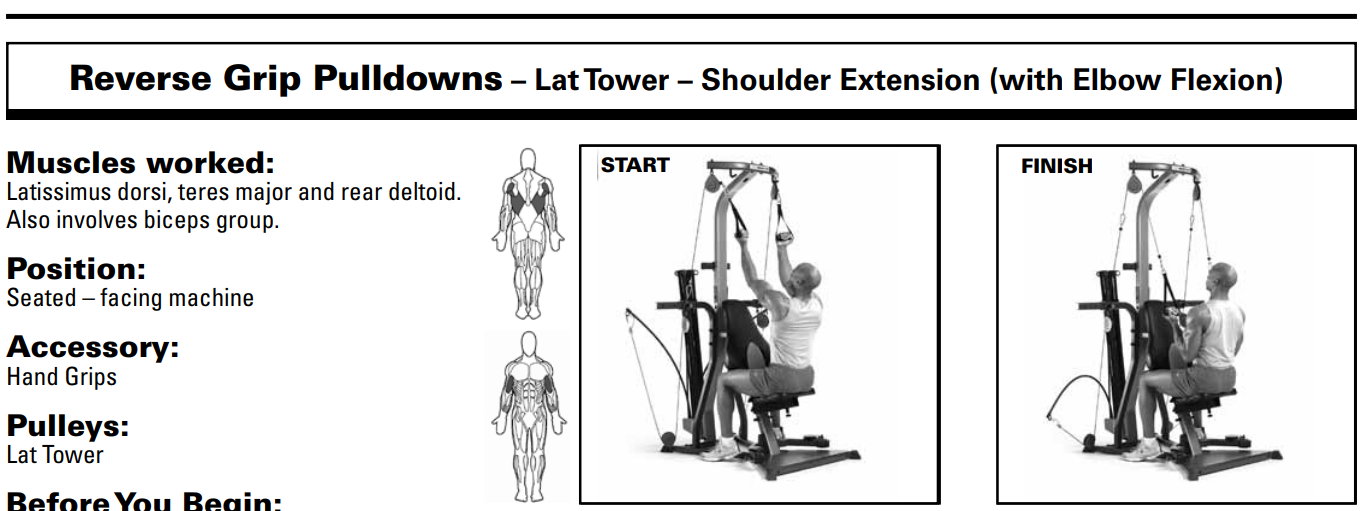 Reverse Grip Pulldowns – Lat Tower – Shoulder Extension (with Elbow Flexion)
Muscles worked:
Latissimus dorsi, teres major and rear deltoid.
Also involves biceps group.
Position:
Seated – facing machine
Accessory:
Hand Grips
Pulleys:
Lat Tower
Before You Begin:
START
FINISH